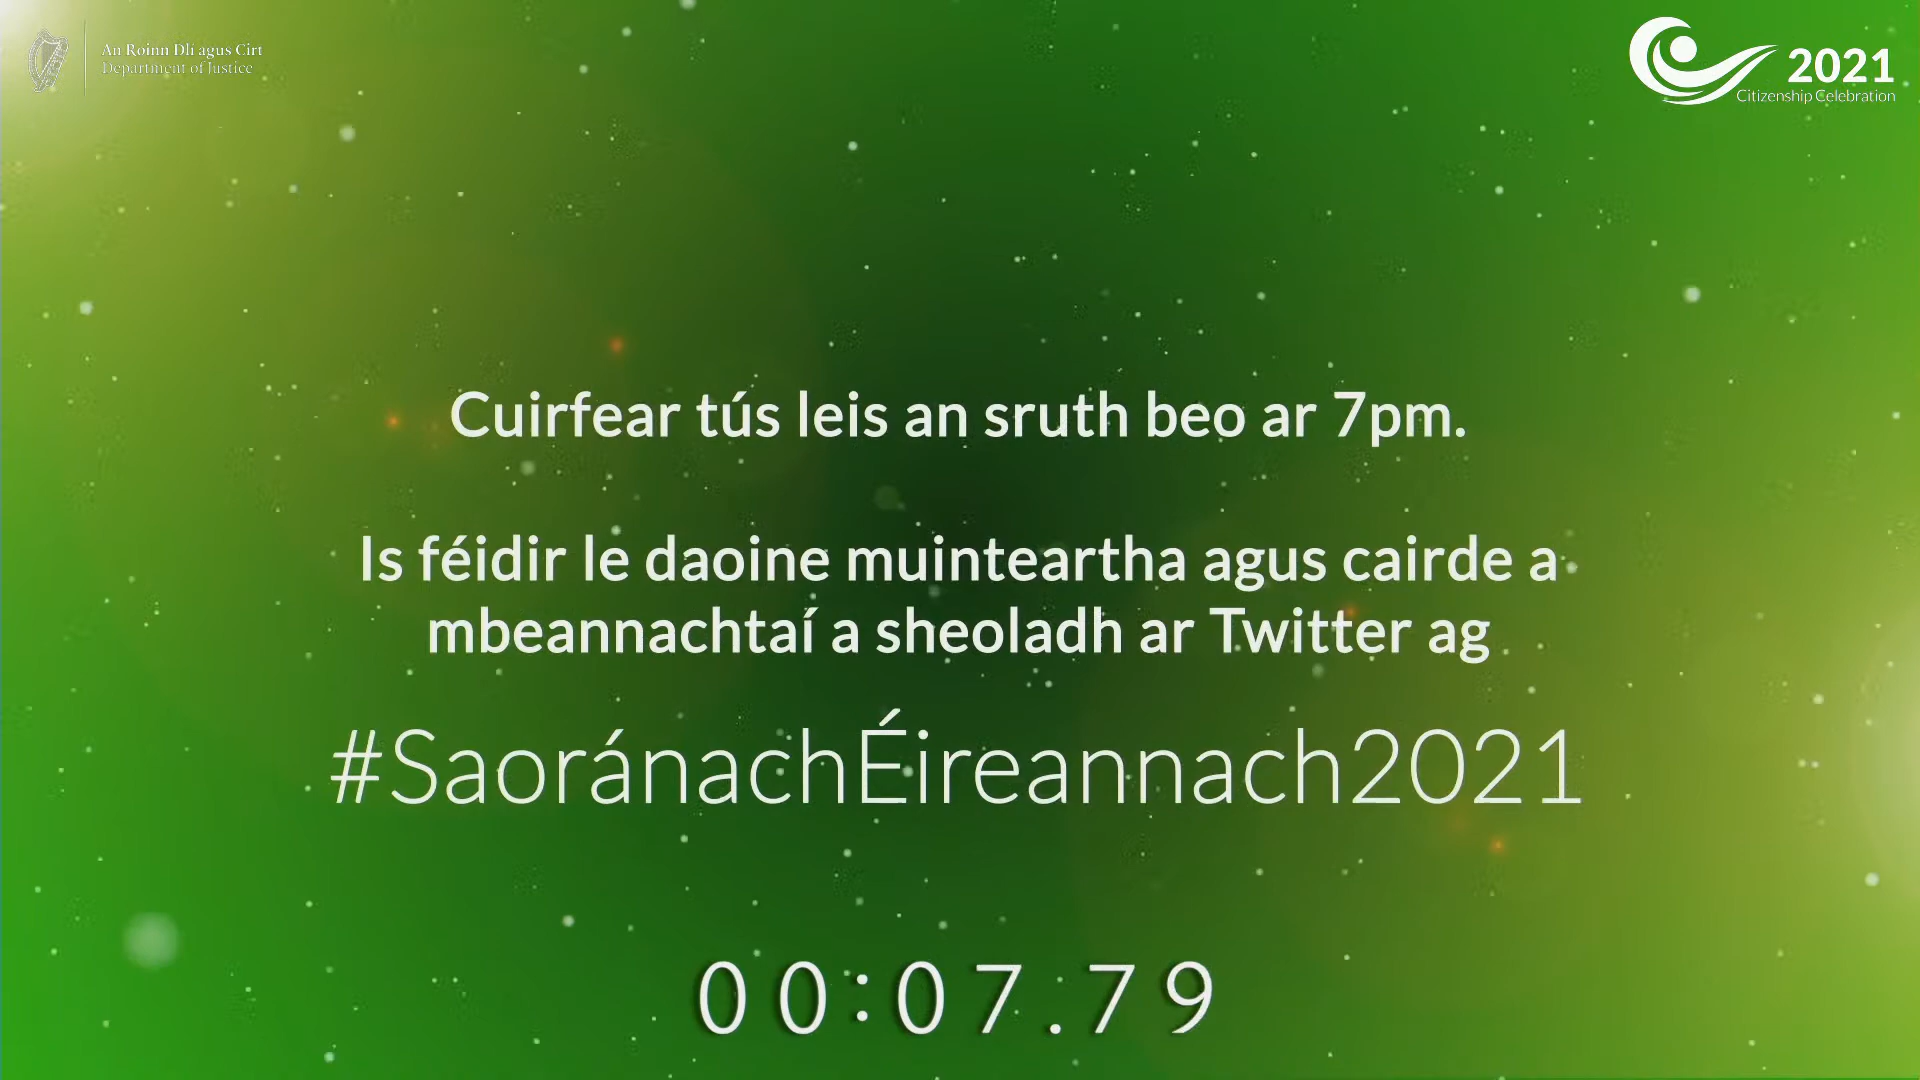 An Roinn Dlí agus Cirt
Department of Justice
2021
Citizenship Celebration
Cuirfear tús leis an sruth beo ar 7pm.
Is féidir le daoine muinteartha agus cairde a
mbeannachtaí a sheoladh ar Twitter ag
#SaoránachÉireannach2021
00:07.79